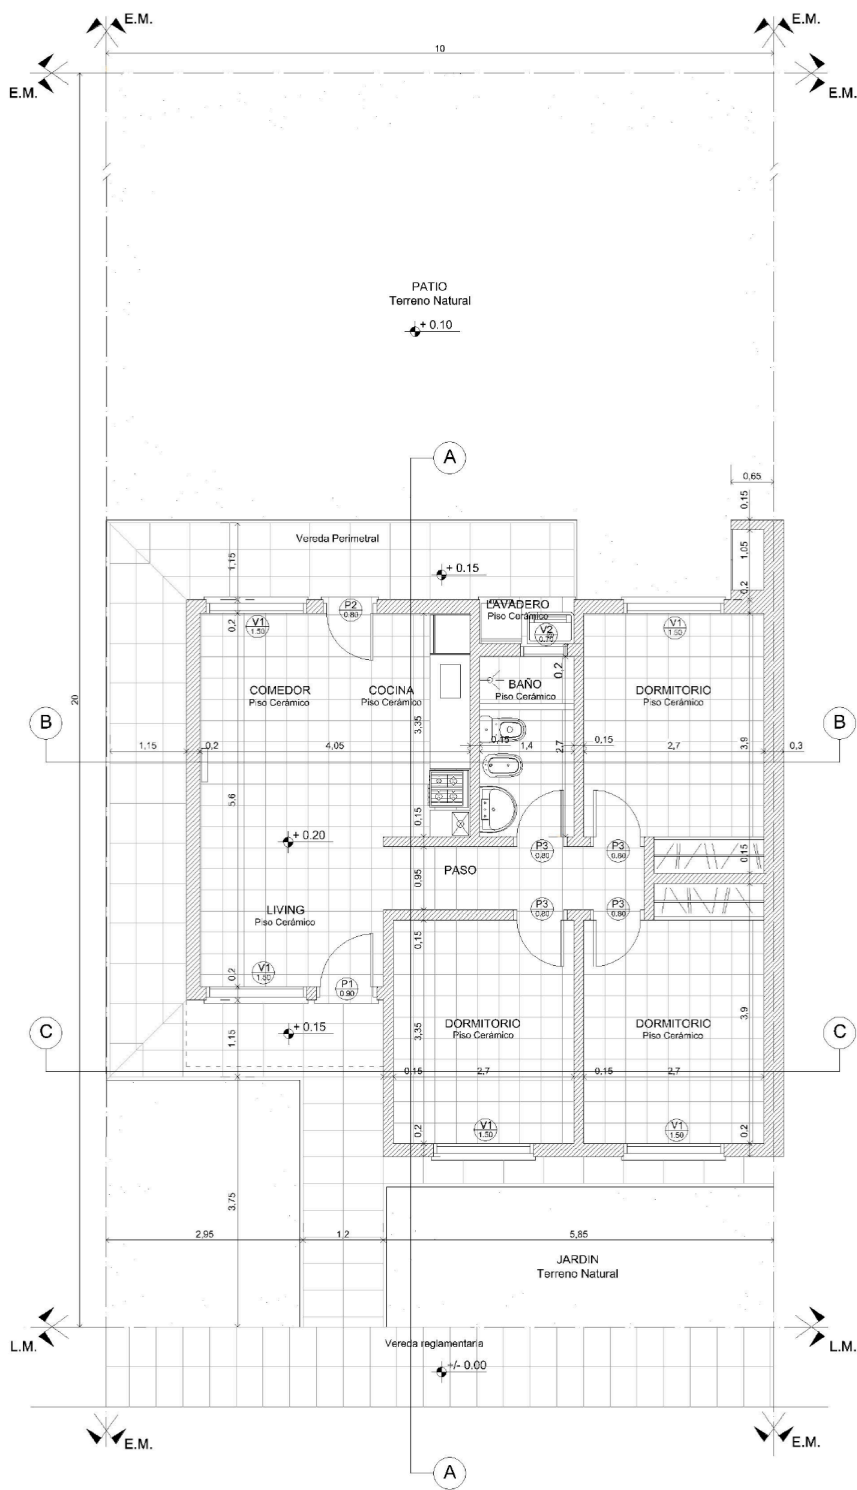 E.M.
E.M.
10
E.M.
E.M.
PATIO
Terreno Natural
+ 0.10
A
0,65
0,15
Vereda Perimetral
1,15
1,05
+ 0.15
0,2
P2
0.80
LAVADERO
Piso Cerámico
V1
1.50
0,2
V2
V1
1.50
0,2
COMEDOR
Piso Cerámico
COCINA
Piso Cerámico
BAÑO
Piso Cerámico
DORMITORIO
Piso Cerámico
20
3,35
B
B
1,15
0,2
4,05
0,15
1,4
2,7
0,15
2,7
3,9
0,3
5,6
0,15
+ 0.20
P3
0.80
P3
0.80
0,15
PASO
0,95
LIVING
Piso Cerámico
P3
0.80
P3
0.80
0,15
V1
1.50
0,2
P1
0.90
C
+ 0.15
1,15
3,35
DORMITORIO
Piso Cerámico
DORMITORIO
Piso Cerámico
3,9
C
0,15
2,7
0,15
2,7
0,2
V1
1.50
V1
1.50
0,2
3,75
2,95
1,2
5,85
JARDIN
Terreno Natural
L.M.
Vereda reglamentaria
L.M.
+/- 0.00
E.M.
E.M.
A